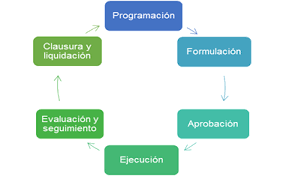 Programación
Formulación
Aprobación
Ejecución
Evaluación y
seguimiento
Clausura y
liquidación